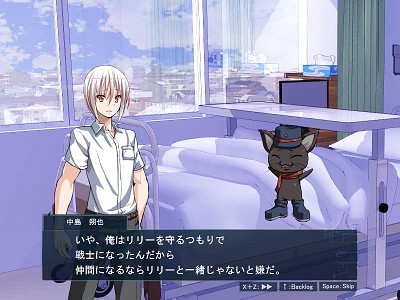 中島　朔也
いや、俺はリリーを守るつもりで
戦士になったんだから
仲間になるならリリーと一緒じゃないと嫌だ。
X+Z: ▶▶ ↑:Backlog Space:Skip